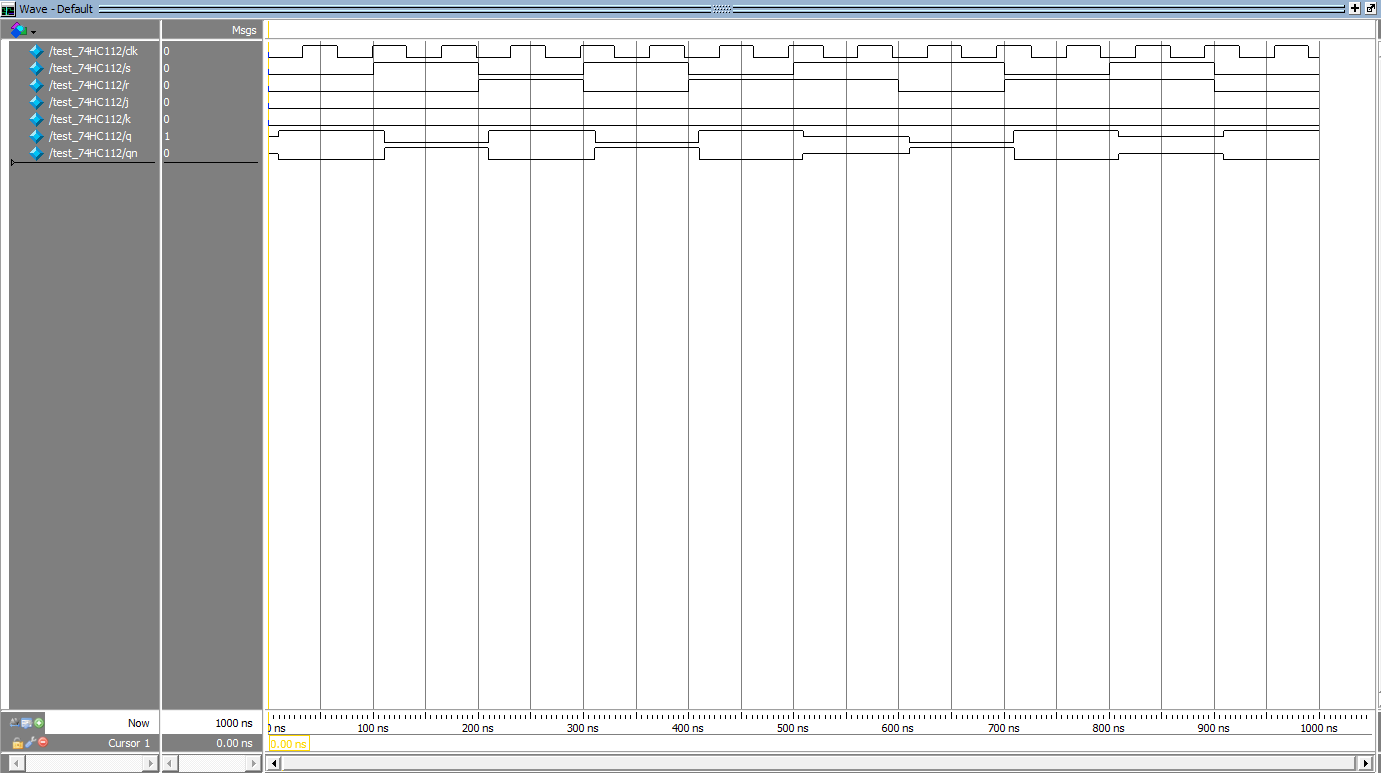 Wave - Default
Msgs
/test_74HC112/clk 0
/test_74HC112/s 0
/test_74HC112/r 0
/test_74HC112/j 0
/test_74HC112/k 0
/test_74HC112/q 1
/test_74HC112/qn 0
Now 1000 ns
0 ns 100 ns 200 ns 300 ns 400 ns 500 ns 600 ns 700 ns 800 ns 900 ns 1000 ns
Cursor 1 0.00 ns 0.00 ns